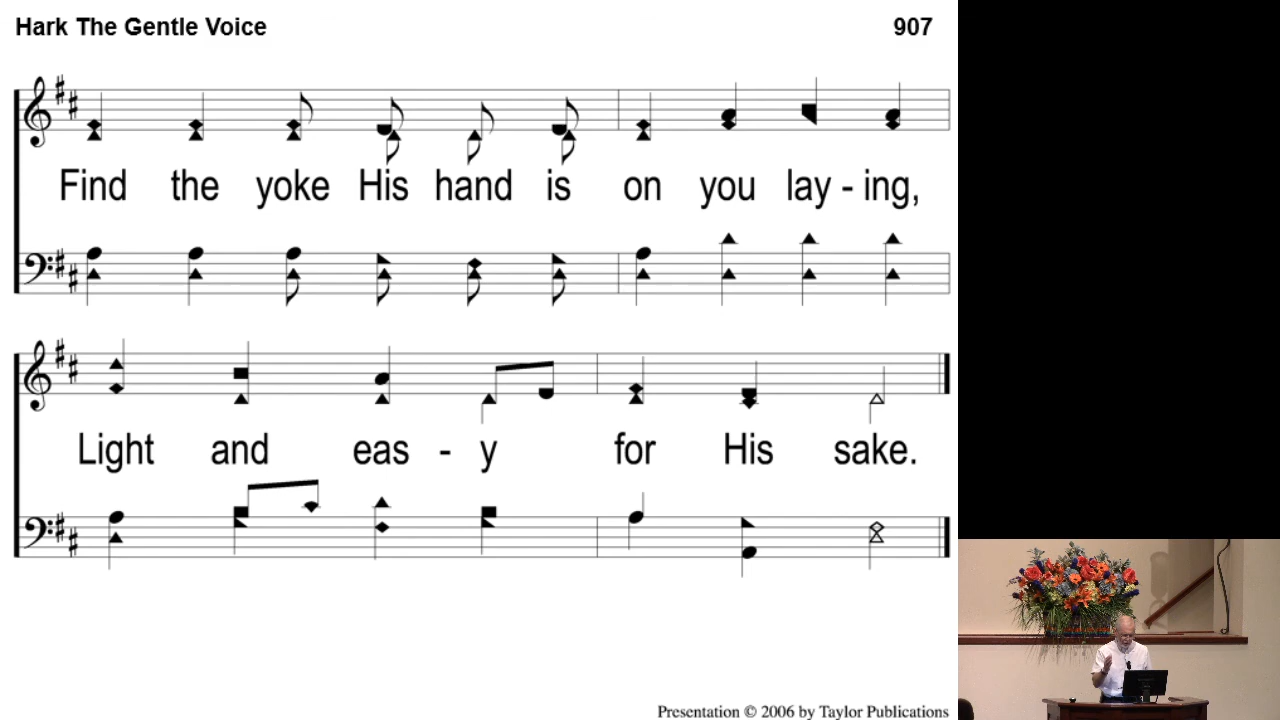 Hark The Gentle Voice 907
Find the yoke His hand is on you lay - ing,
Light and eas - y for His sake.
Presentation © 2006 by Taylor Publications